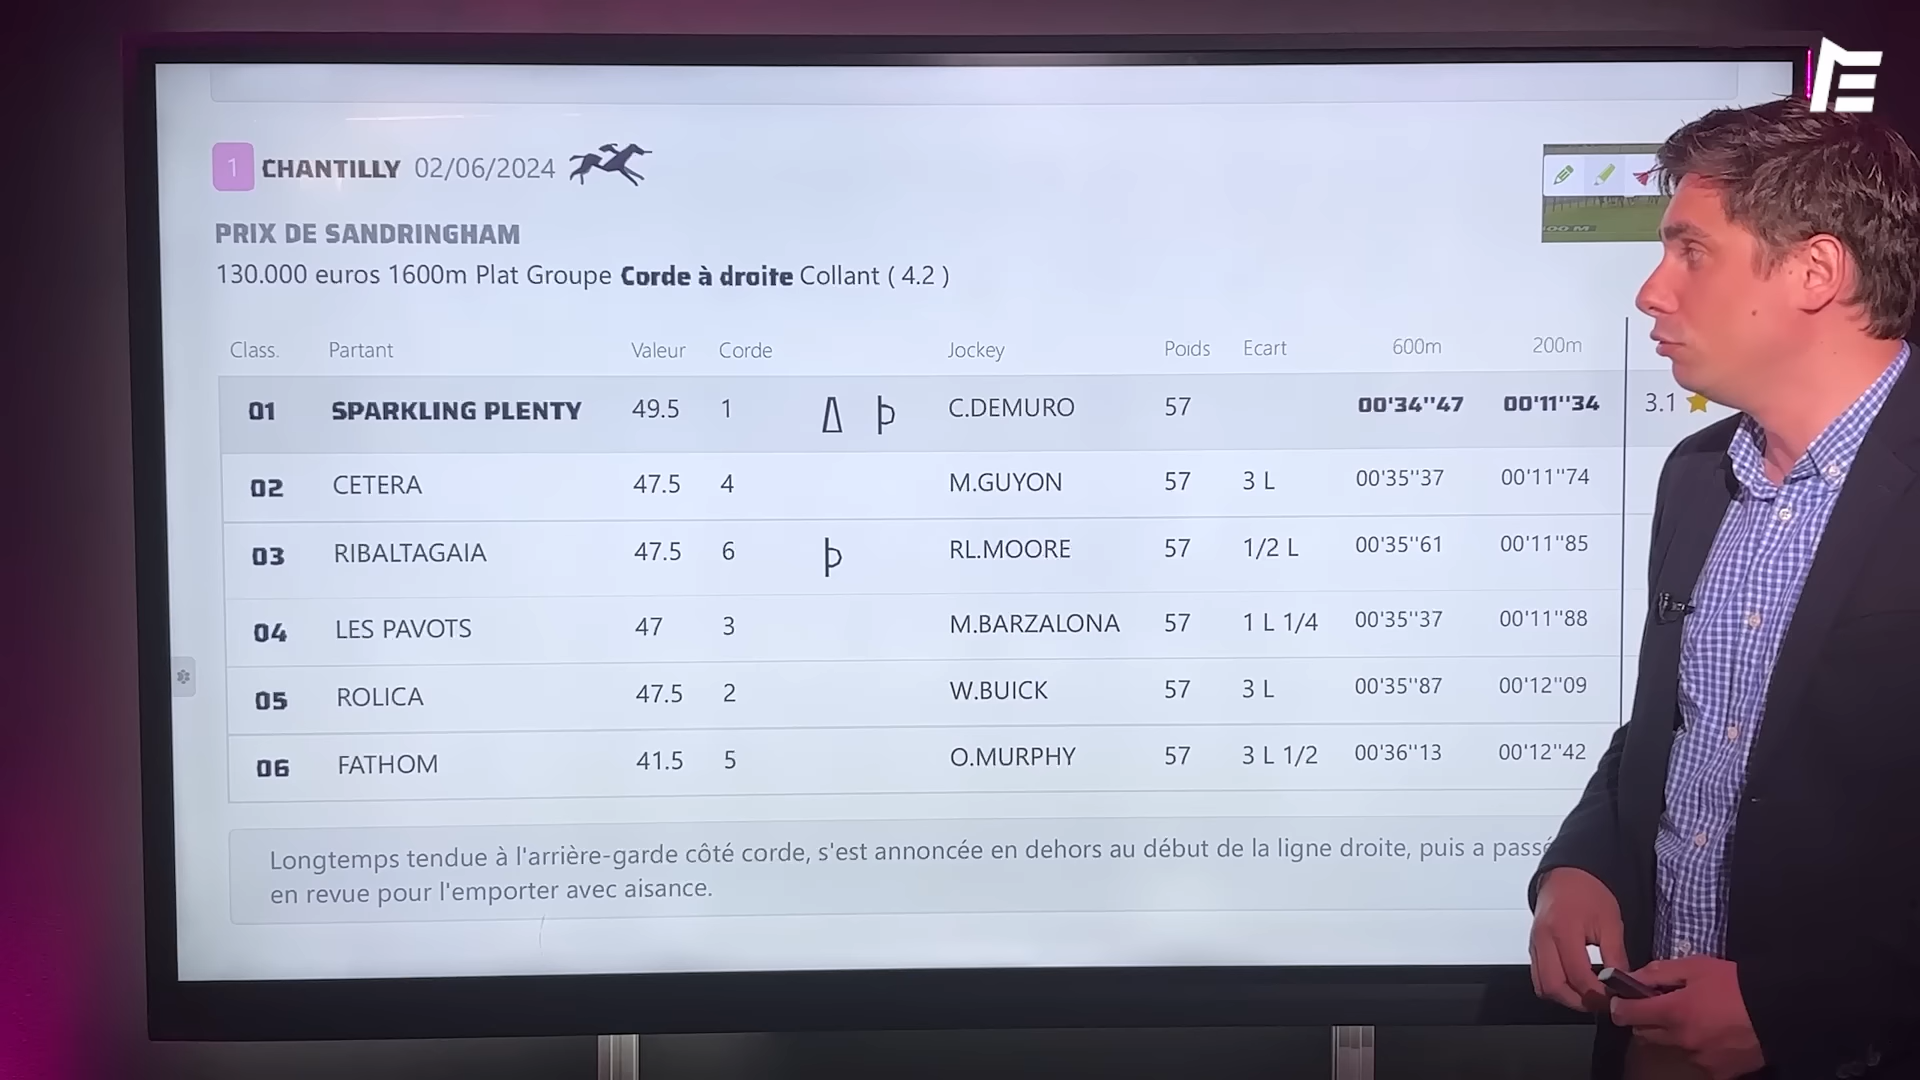 1 CHANTILLY 02/06/2024
PRIX DE SANDRINGHAM
130.000 euros 1600m Plat Groupe Corde à droite Collant ( 4.2 )
Class. Partant Valeur Corde Jockey Poids Ecart 600m 200m
01 SPARKLING PLENTY 49.5 1 C.DEMURO 57 00'34''47 00'11''34 3.1
02 CETERA 47.5 4 M.GUYON 57 3 L 00'35''37 00'11''74
03 RIBALTAGAIA 47.5 6 RL.MOORE 57 1/2 L 00'35''61 00'11''85
04 LES PAVOTS 47 3 M.BARZALONA 57 1 L 1/4 00'35''37 00'11''88
05 ROLICA 47.5 2 W.BUICK 57 3 L 00'35''87 00'12''09
06 FATHOM 41.5 5 O.MURPHY 57 3 L 1/2 00'36''13 00'12''42
Longtemps tendue à l'arrière-garde côté corde, s'est annoncée en dehors au début de la ligne droite, puis a passé
en revue pour l'emporter avec aisance.